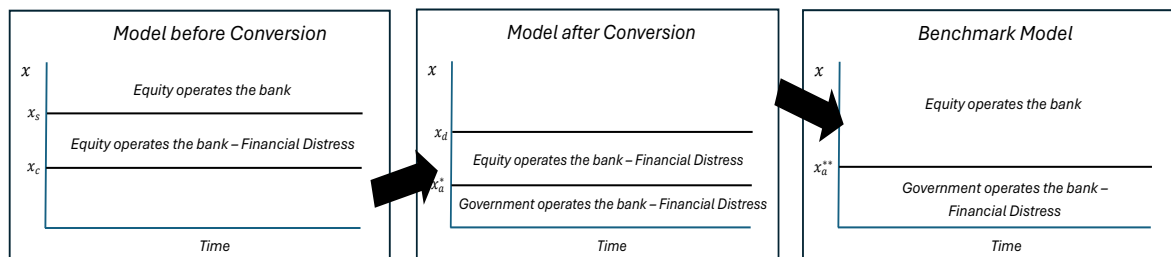 Model before Conversion
x
Equity operates the bank
x_s
Equity operates the bank – Financial Distress
x_c
Time
Model after Conversion
x
x_d
Equity operates the bank – Financial Distress
x_a^*
Government operates the bank – Financial Distress
Time
Benchmark Model
x
Equity operates the bank
x_a^{**}
Government operates the bank –
Financial Distress
Time